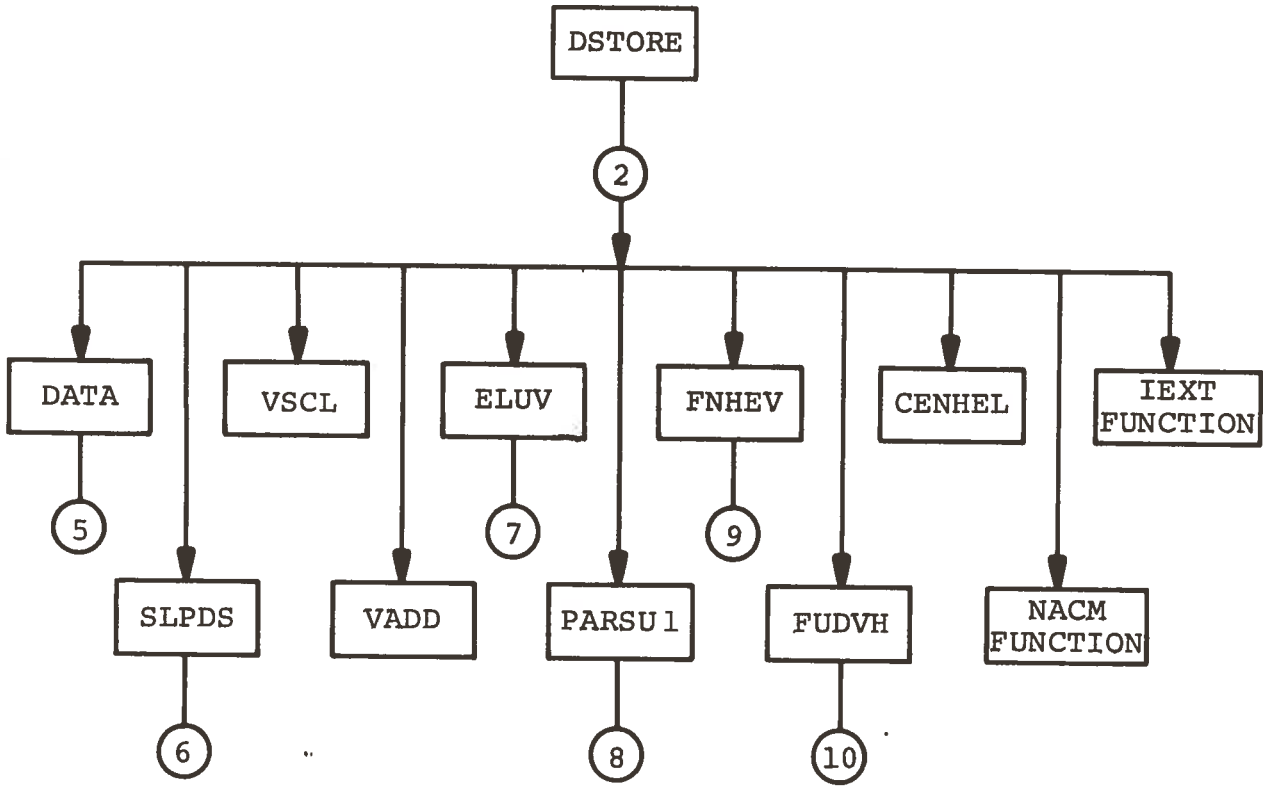 DSTORE
2
DATA
VSCL
ELUV
FNHEV
CENHEL
IEXT
FUNCTION
5
7
9
SLPDS
VADD
PARSU1
FUDVH
NACM
FUNCTION
6
8
10